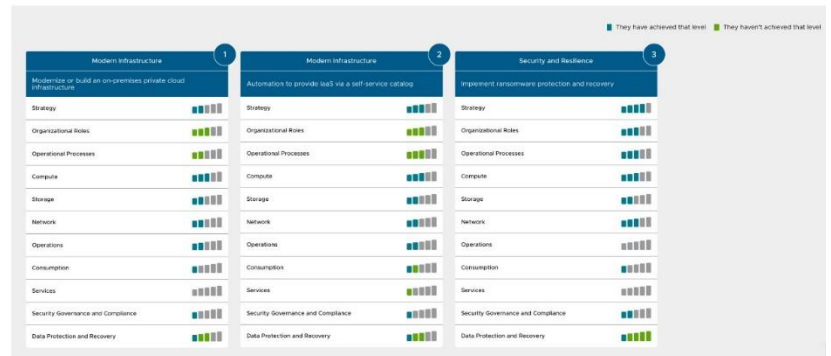 They have achieved that level They haven't achieved that level
1
Modern Infrastructure
Modernize or build an on-premises private cloud
infrastructure
Strategy
Organizational Roles
Operational Processes
Compute
Storage
Network
Operations
Consumption
Services
Security Governance and Compliance
Data Protection and Recovery
2
Modern Infrastructure
Automation to provide IaaS via a self-service catalog
Strategy
Organizational Roles
Operational Processes
Compute
Storage
Network
Operations
Consumption
Services
Security Governance and Compliance
Data Protection and Recovery
3
Security and Resilience
Implement ransomware protection and recovery
Strategy
Organizational Roles
Operational Processes
Compute
Storage
Network
Operations
Consumption
Services
Security Governance and Compliance
Data Protection and Recovery